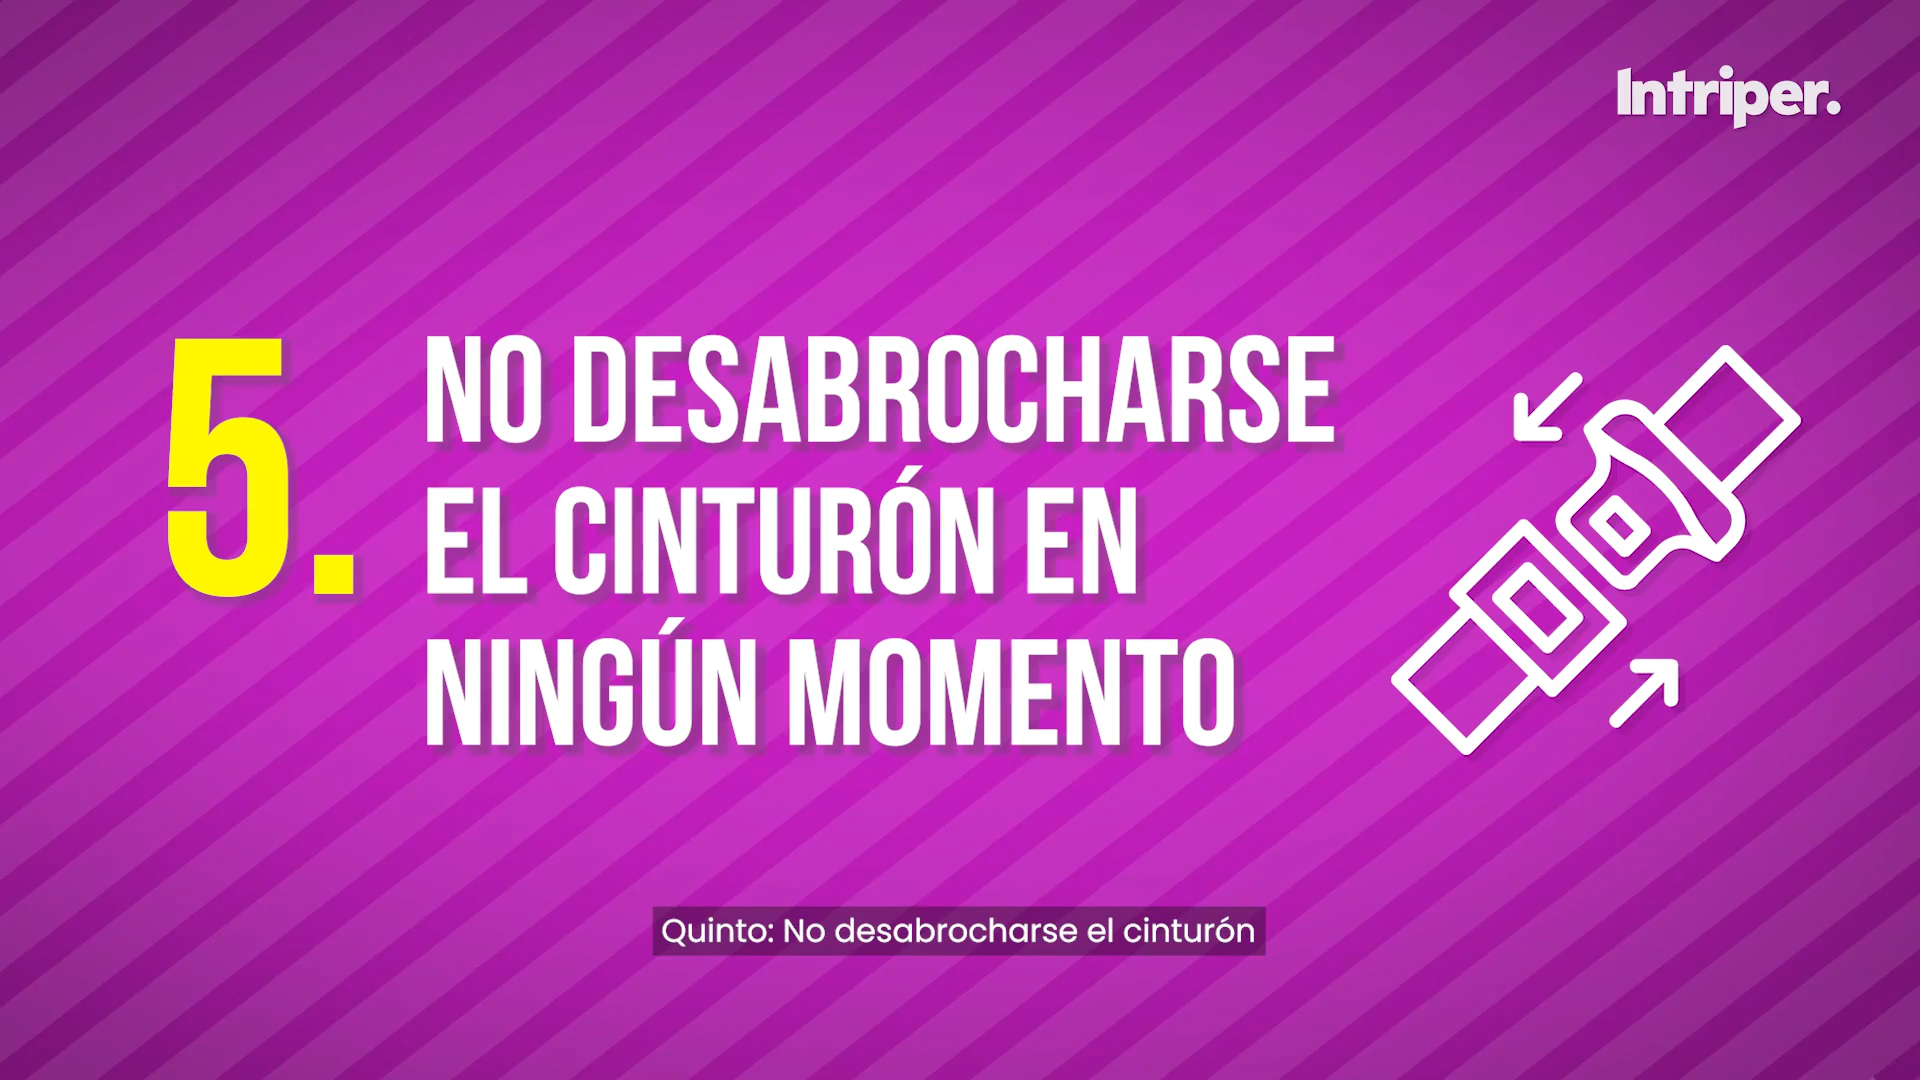 Intriper.
5.
NO DESABROCHARSE
EL CINTURÓN EN
NINGÚN MOMENTO
Quinto: No desabrocharse el cinturón